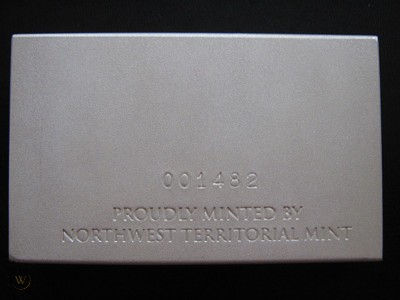 001482
PROUDLY MINTED BY
NORTHWEST TERRITORIAL MINT
W